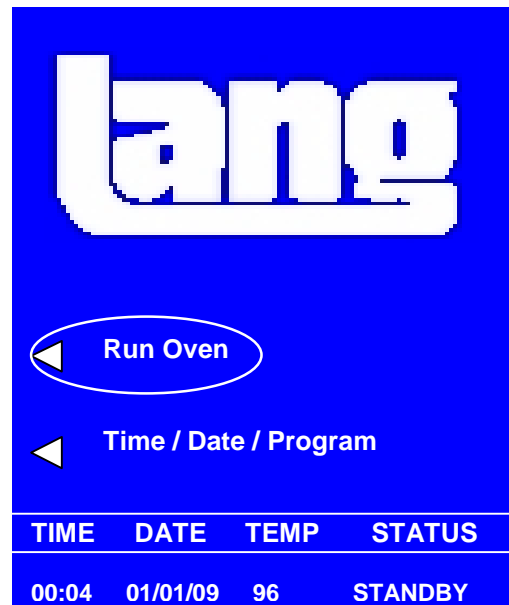 lang
Run Oven
Time / Date / Program
TIME DATE TEMP STATUS
00:04 01/01/09 96 STANDBY